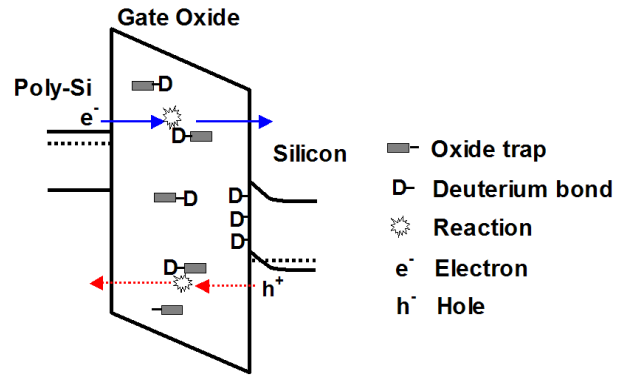 Gate Oxide
Poly-Si
e-
D
D
Silicon
D
D
D
D
D
h+
Oxide trap
D- Deuterium bond
Reaction
e- Electron
h- Hole